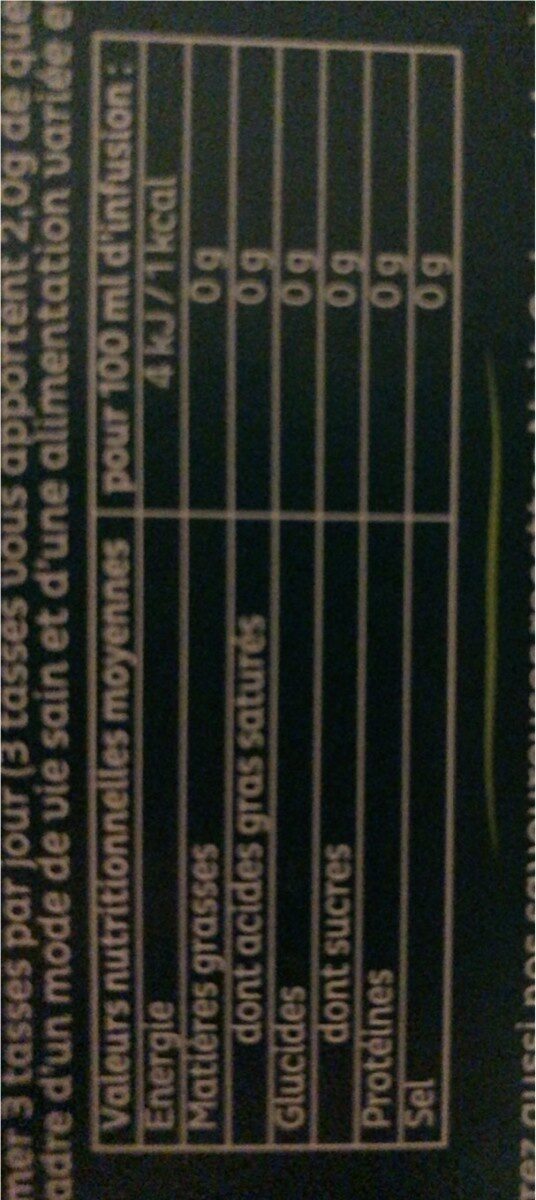 mer 3 tasses par jour (3 tasses vous apportent 2,0g de que
adre d'un mode de vie sain et d'une alimentation variée e
Valeurs nutritionnelles moyennes pour 100 ml d'infusion :
Energie 4 kJ / 1 kcal
Matières grasses 0 g
dont acides gras saturés 0 g
Glucides 0 g
dont sucres 0 g
Protéines 0 g
Sel 0 g